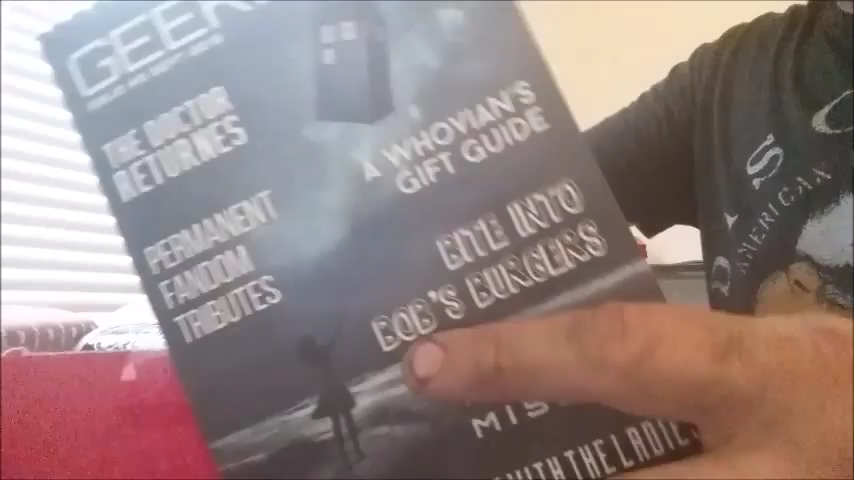 GEEK
THE DOCTOR
RETURNES
A WHOVIAN'S
GIFT GUIDE
PERMANENT
FANDOM
TRIBUTES
BITE INTO
BOB'S BURGERS
MIS
WITH THE LADIE
AMERICAN